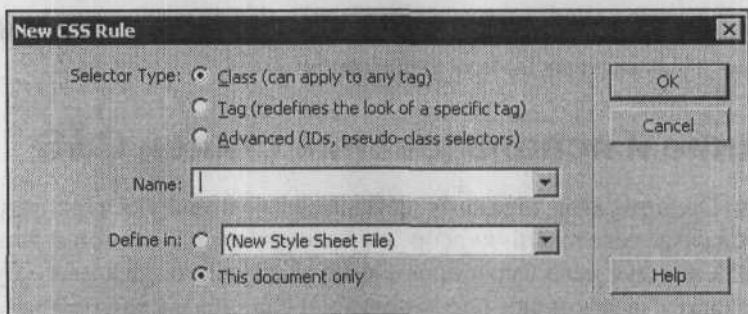 New CSS Rule
Selector Type: Class (can apply to any tag)
Tag (redefines the look of a specific tag)
Advanced (IDs, pseudo-class selectors)
OK
Cancel
Name:
Define in: (New Style Sheet File)
This document only
Help